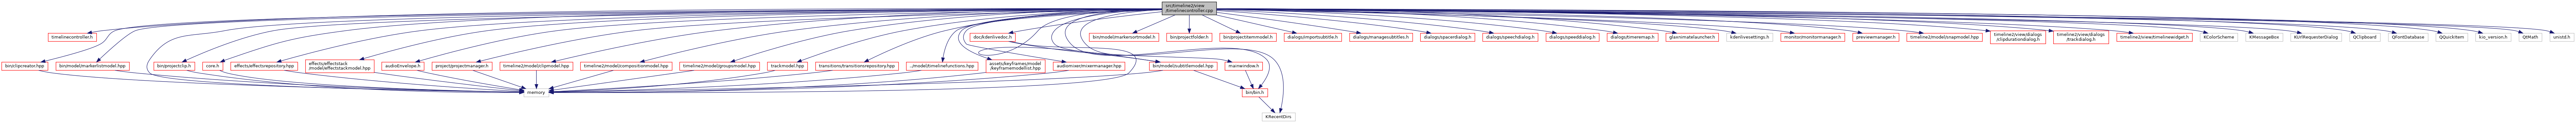 src/timeline2/view
/timelinecontroller.cpp
timelinecontroller.h
doc/kdenlivedoc.h
bin/model/markersortmodel.h
bin/projectfolder.h
bin/projectitemmodel.h
dialogs/importsubtitle.h
dialogs/managesubtitles.h
dialogs/spacerdialog.h
dialogs/speechdialog.h
dialogs/speeddialog.h
dialogs/timeremap.h
glaxnimatelauncher.h
kdenlivesettings.h
monitor/monitormanager.h
previewmanager.h
timeline2/model/snapmodel.hpp
timeline2/view/dialogs
/clipdurationdialog.h
timeline2/view/dialogs
/trackdialog.h
timeline2/view/timelinewidget.h
KColorScheme
KMessageBox
KUrlRequesterDialog
QClipboard
QFontDatabase
QQuickItem
kio_version.h
QtMath
unistd.h
bin/clipcreator.hpp
bin/model/markerlistmodel.hpp
bin/projectclip.h
core.h
effects/effectsrepository.hpp
effects/effectstack
/model/effectstackmodel.hpp
audio/audioEnvelope.h
project/projectmanager.h
timeline2/model/clipmodel.hpp
timeline2/model/compositionmodel.hpp
timeline2/model/groupsmodel.hpp
trackmodel.hpp
transitions/transitionsrepository.hpp
../model/timelinefunctions.hpp
assets/keyframes/model
/keyframemodellist.hpp
audiomixer/mixermanager.hpp
bin/model/subtitlemodel.hpp
mainwindow.h
memory
bin/bin.h
KRecentDirs